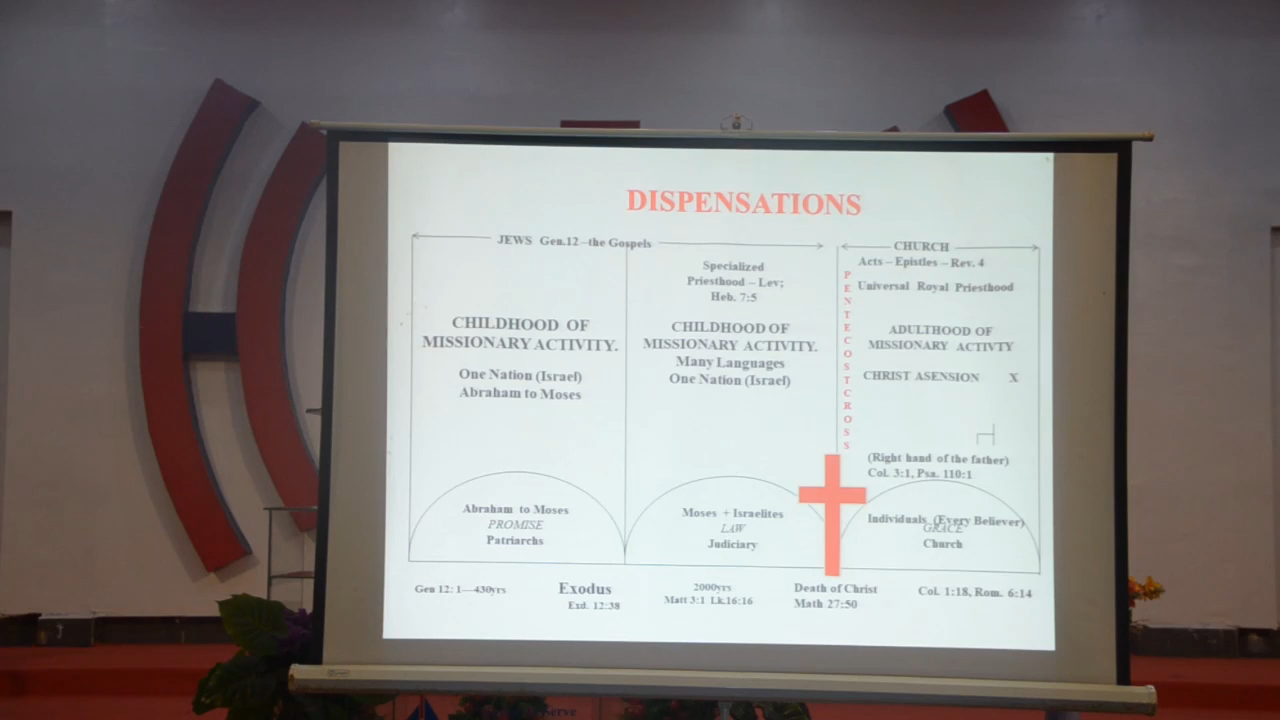 DISPENSATIONS
JEWS Gen.12 –the Gospels
CHURCH
Acts – Epistles – Rev. 4
Universal Royal Priesthood
Specialized
Priesthood – Lev;
Heb. 7:5
CHILDHOOD OF
MISSIONARY ACTIVITY.
One Nation (Israel)
Abraham to Moses
CHILDHOOD OF
MISSIONARY ACTIVITY.
Many Languages
One Nation (Israel)
PENTECOSTCROSS
ADULTHOOD OF
MISSIONARY ACTIVTY
CHRIST ASENSION X
(Right hand of the father)
Col. 3:1, Psa. 110:1
Abraham to Moses
PROMISE
Patriarchs
Moses + Israelites
LAW
Judiciary
Individuals (Every Believer)
GRACE
Church
Gen 12: 1—430yrs
Exodus
Exd. 12:38
2000yrs
Matt 3:1 Lk.16:16
Death of Christ
Math 27:50
Col. 1:18, Rom. 6:14